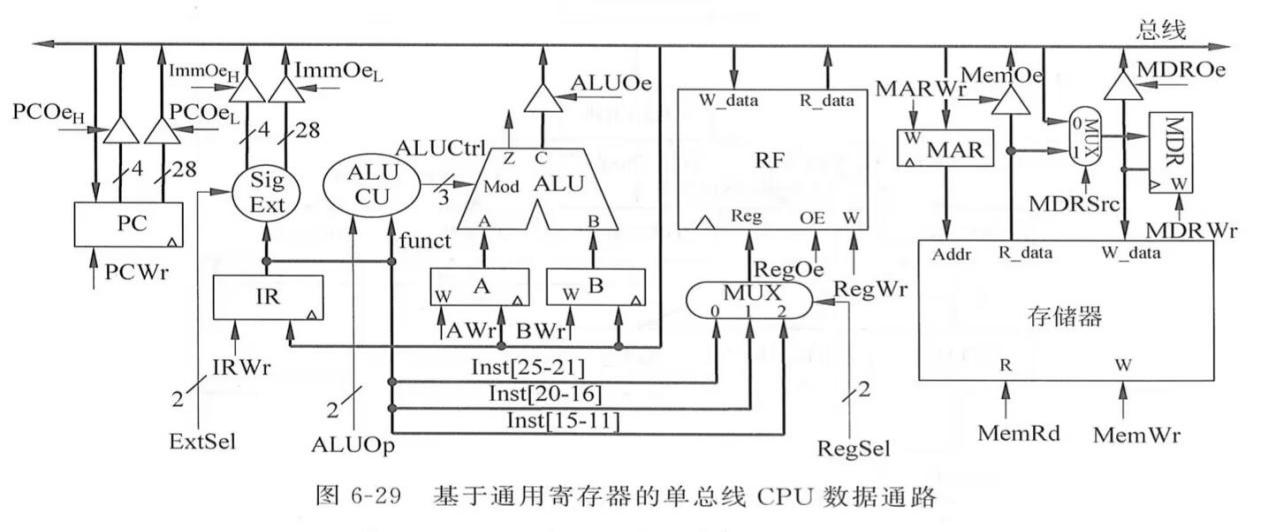 总线
ImmOeH
ImmOeL
PCOeH
PCOeL
4
28
4
28
PC
PCWr
Sig
Ext
IR
IRWr
2
ExtSel
ALU
CU
ALUCtrl
3
funct
2
ALUOp
ALUOe
Z
C
Mod
ALU
A
B
W
A
W
B
AWr
BWr
Inst[25-21]
Inst[20-16]
Inst[15-11]
W_data
R_data
RF
Reg
OE
W
RegOe
RegWr
MUX
0
1
2
2
RegSel
MARWr
W
MAR
MemOe
MDROe
0
1
MUX
MDR
W
MDRSrc
MDRWr
Addr
R_data
W_data
存储器
R
W
MemRd
MemWr
图 6-29 基于通用寄存器的单总线 CPU 数据通路